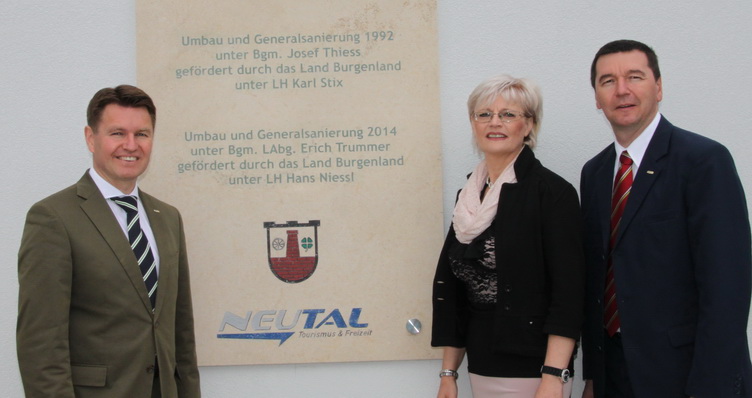 Umbau und Generalsanierung 1992
unter Bgm. Josef Thiess
gefördert durch das Land Burgenland
unter LH Karl Stix
Umbau und Generalsanierung 2014
unter Bgm. LAbg. Erich Trummer
gefördert durch das Land Burgenland
unter LH Hans Niessl
NEUTAL
Tourismus & Freizeit